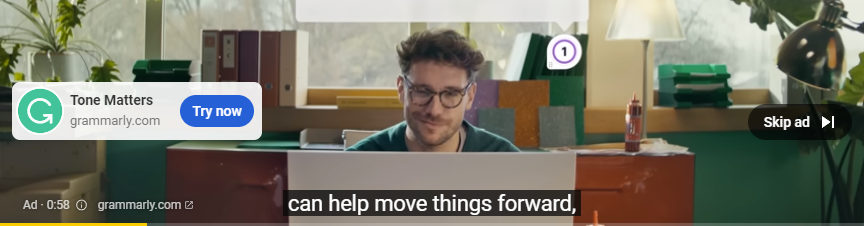 1
Tone Matters
grammarly.com
Try now
Skip ad
can help move things forward,
Ad · 0:58
grammarly.com